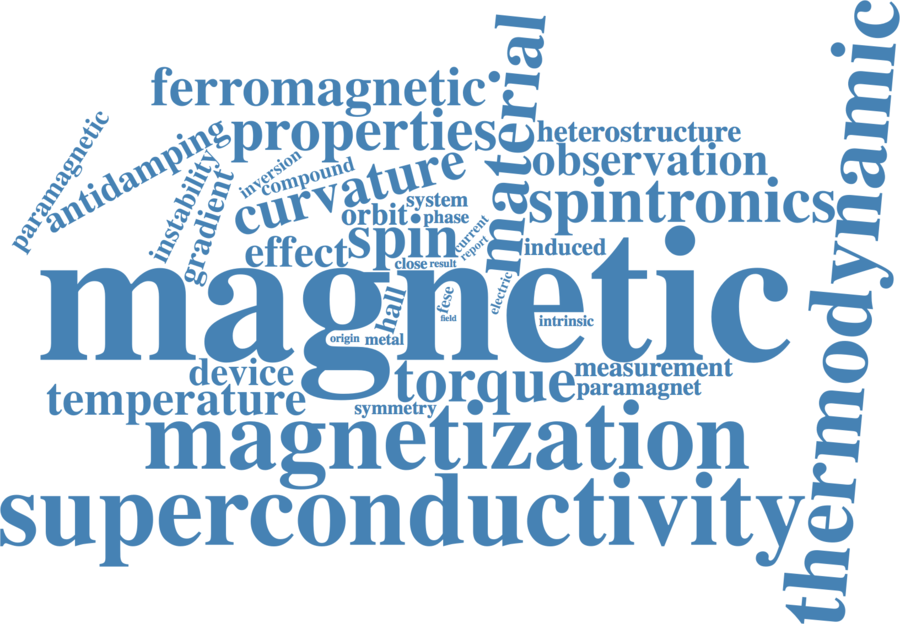 ferromagnetic
material
thermodynamic
paramagnetic
antidamping
properties
heterostructure
instability
gradient
inversion
compound
curvature
observation
orbit
system
phase
spintronics
effect
spin
current
report
induced
close
result
magnetic
hall
fese
field
electric
intrinsic
origin
metal
device
torque
measurement
temperature
symmetry
paramagnet
magnetization
superconductivity